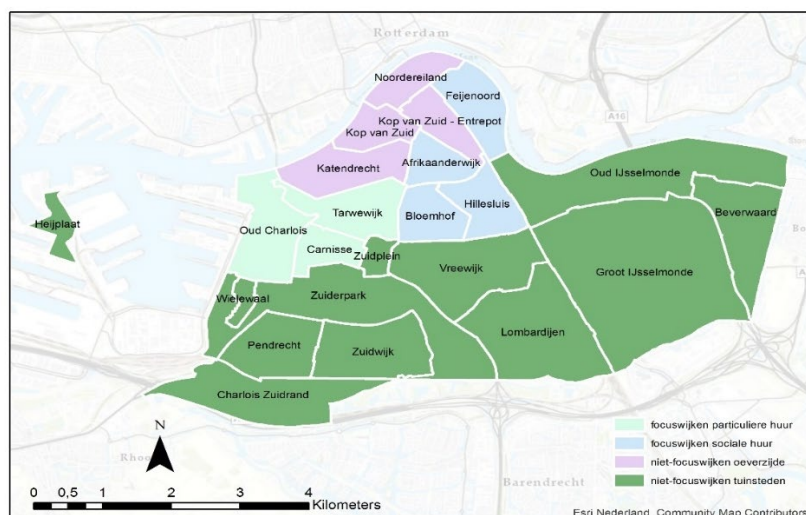 Rotterdam
Noordereiland
Feijenoord
Kop van Zuid - Entrepot
Kop van Zuid
A16
Katendrecht
Afrikaanderwijk
Oud IJsselmonde
Heijplaat
Tarwewijk
Bloemhof
Hillesluis
Beverwaard
Oud Charlois
Carnisse
Zuidplein
Vreewijk
Groot IJsselmonde
Wielewaal
Zuiderpark
Lombardijen
Pendrecht
Zuidwijk
Charlois Zuidrand
N
focuswijken particuliere huur
focuswijken sociale huur
niet-focuswijken oeverzijde
niet-focuswijken tuinsteden
Barendrecht
0 0,5 1 2 3 4
Kilometers
Esri Nederland, Community Map Contributors